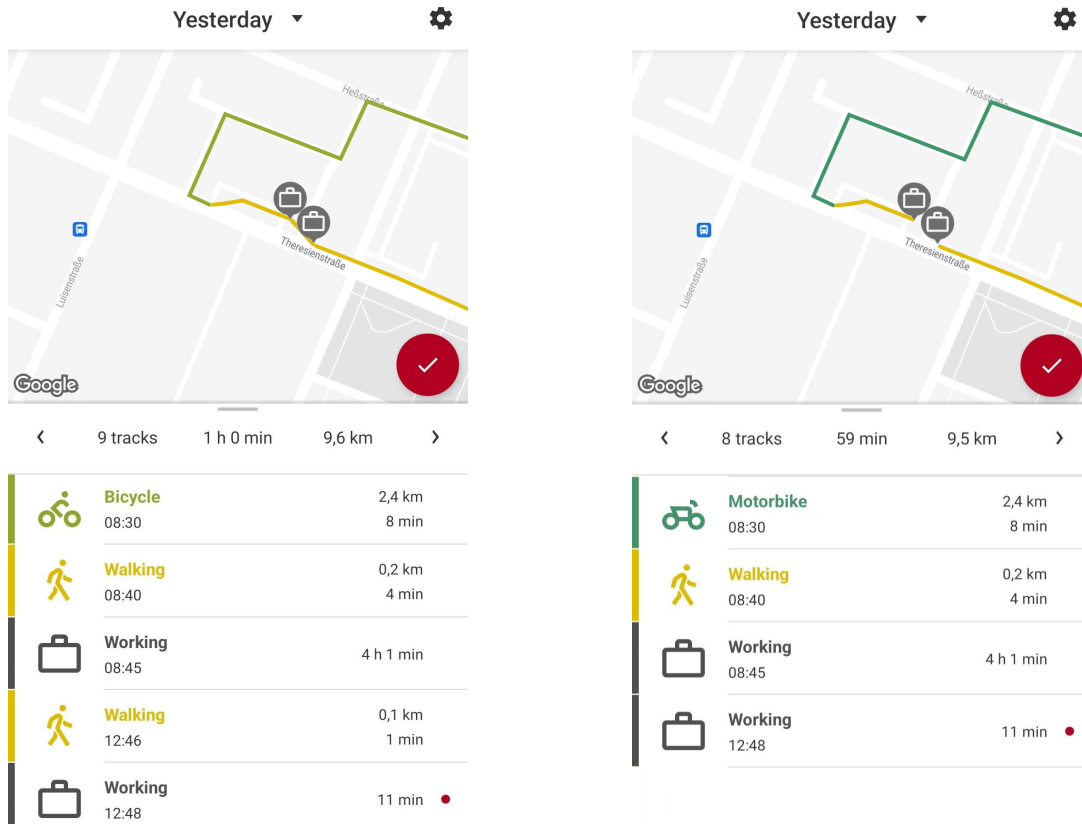 Yesterday
Heßstraße
Theresienstraße
Luisenstraße
Google
9 tracks 1 h 0 min 9,6 km
Bicycle 2,4 km
08:30 8 min
Walking 0,2 km
08:40 4 min
Working
4 h 1 min
08:45
Walking 0,1 km
12:46 1 min
Working
11 min
12:48
Yesterday
Heßstraße
Theresienstraße
Luisenstraße
Google
8 tracks 59 min 9,5 km
Motorbike 2,4 km
08:30 8 min
Walking 0,2 km
08:40 4 min
Working
4 h 1 min
08:45
Working
11 min
12:48